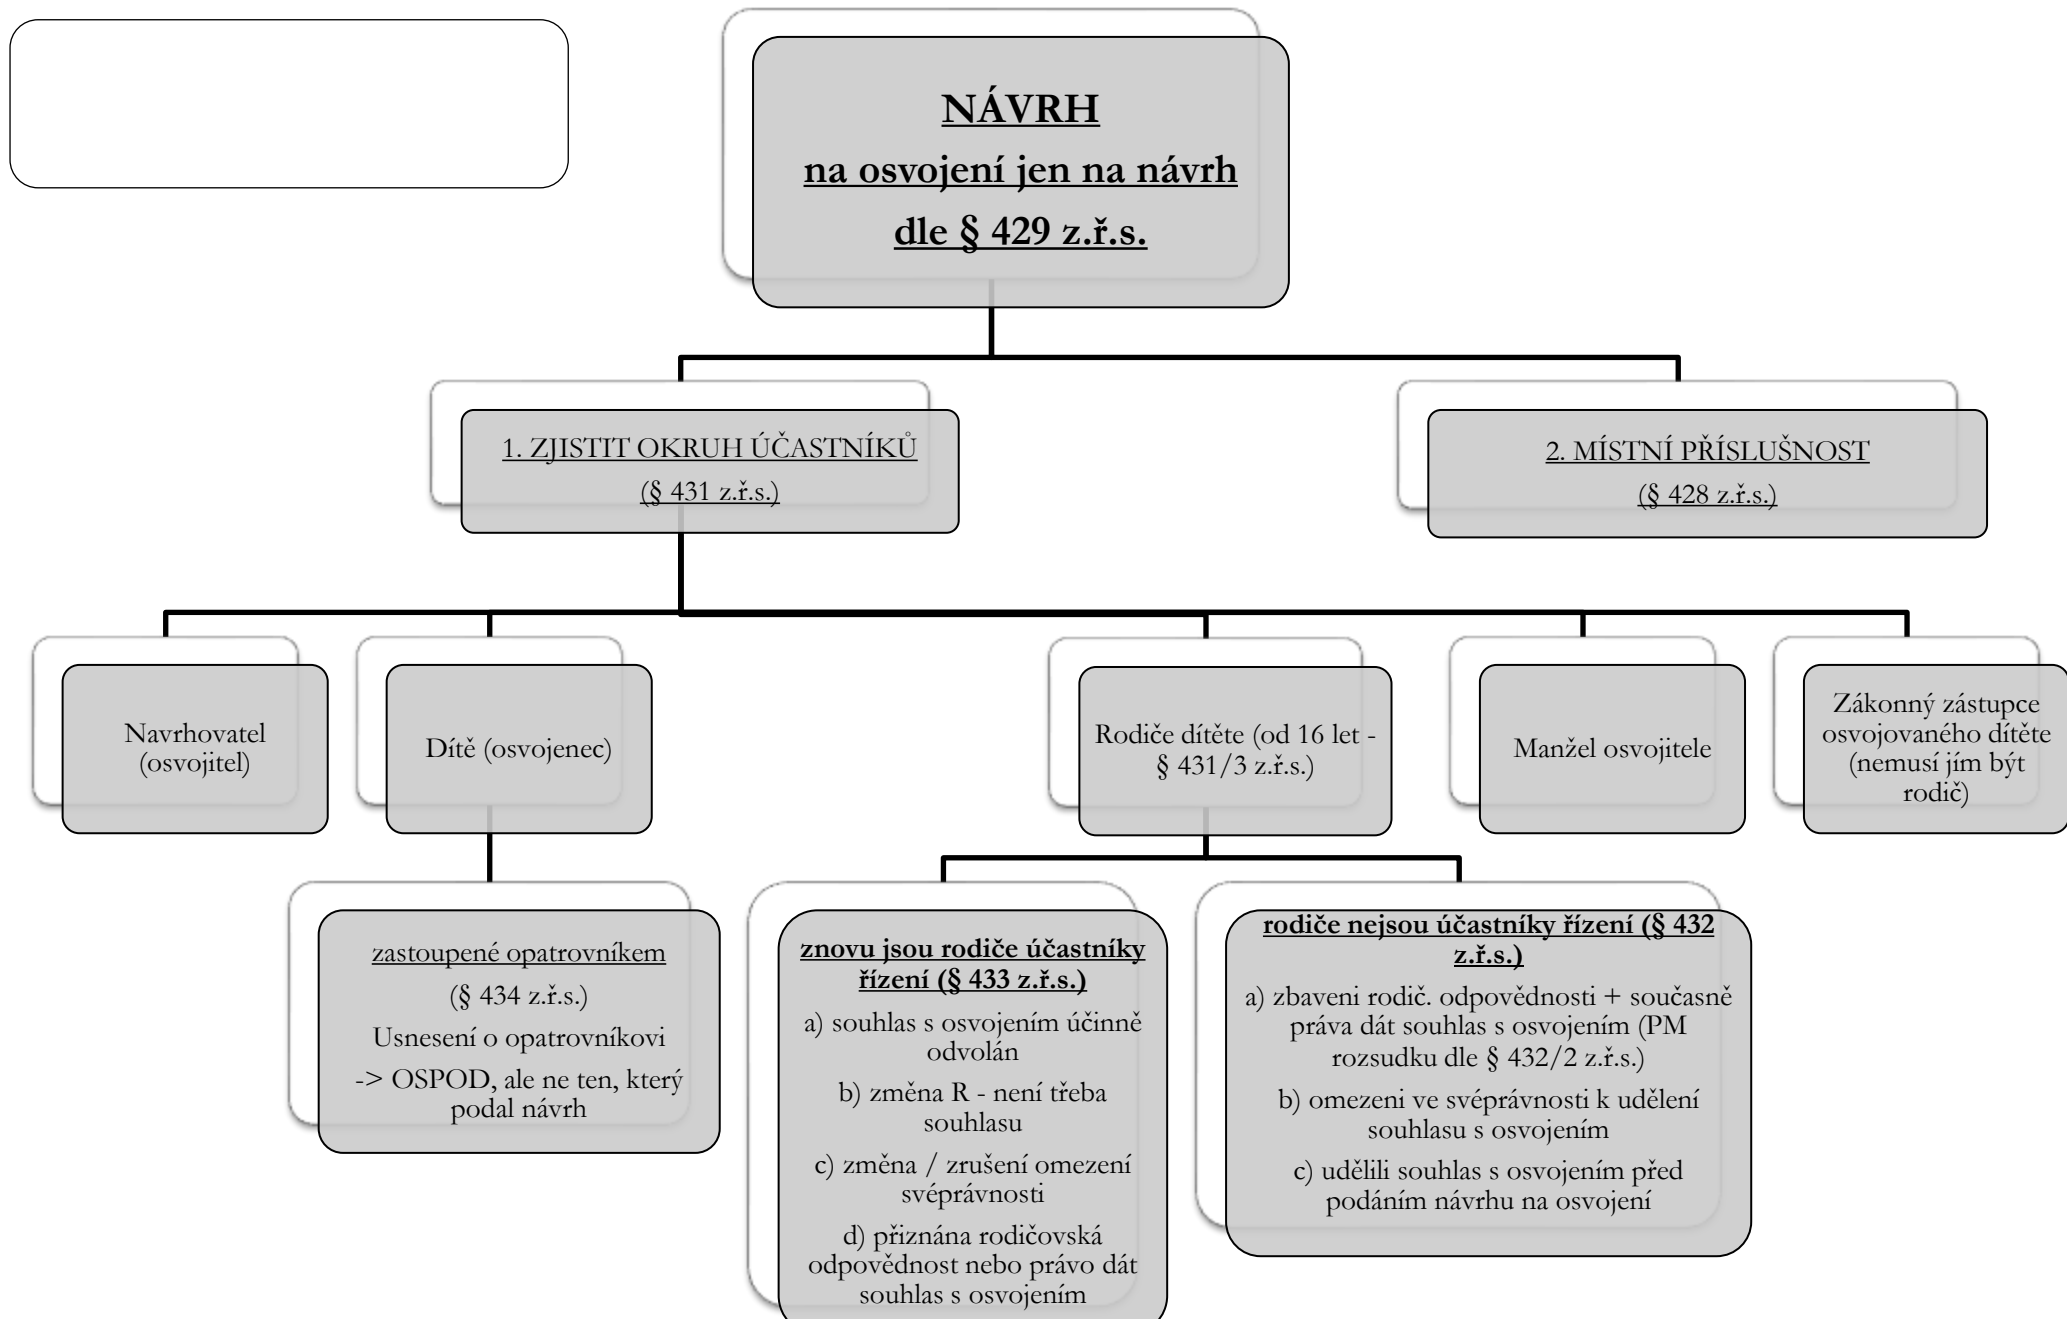 NÁVRH
na osvojení jen na návrh
dle § 429 z.ř.s.
1. ZJISTIT OKRUH ÚČASTNÍKŮ
(§ 431 z.ř.s.)
2. MÍSTNÍ PŘÍSLUŠNOST
(§ 428 z.ř.s.)
Navrhovatel
(osvojitel)
Dítě (osvojenec)
Rodiče dítěte (od 16 let -
§ 431/3 z.ř.s.)
Manžel osvojitele
Zákonný zástupce
osvojovaného dítěte
(nemusí jím být
rodič)
zastoupené opatrovníkem
(§ 434 z.ř.s.)
Usnesení o opatrovníkovi
-> OSPOD, ale ne ten, který
podal návrh
znovu jsou rodiče účastníky
řízení (§ 433 z.ř.s.)
a) souhlas s osvojením účinně
odvolán
b) změna R - není třeba
souhlasu
c) změna / zrušení omezení
svéprávnosti
d) přiznána rodičovská
odpovědnost nebo právo dát
souhlas s osvojením
rodiče nejsou účastníky řízení (§ 432
z.ř.s.)
a) zbaveni rodič. odpovědnosti + současně
práva dát souhlas s osvojením (PM
rozsudku dle § 432/2 z.ř.s.)
b) omezeni ve svéprávnosti k udělení
souhlasu s osvojením
c) udělili souhlas s osvojením před
podáním návrhu na osvojení